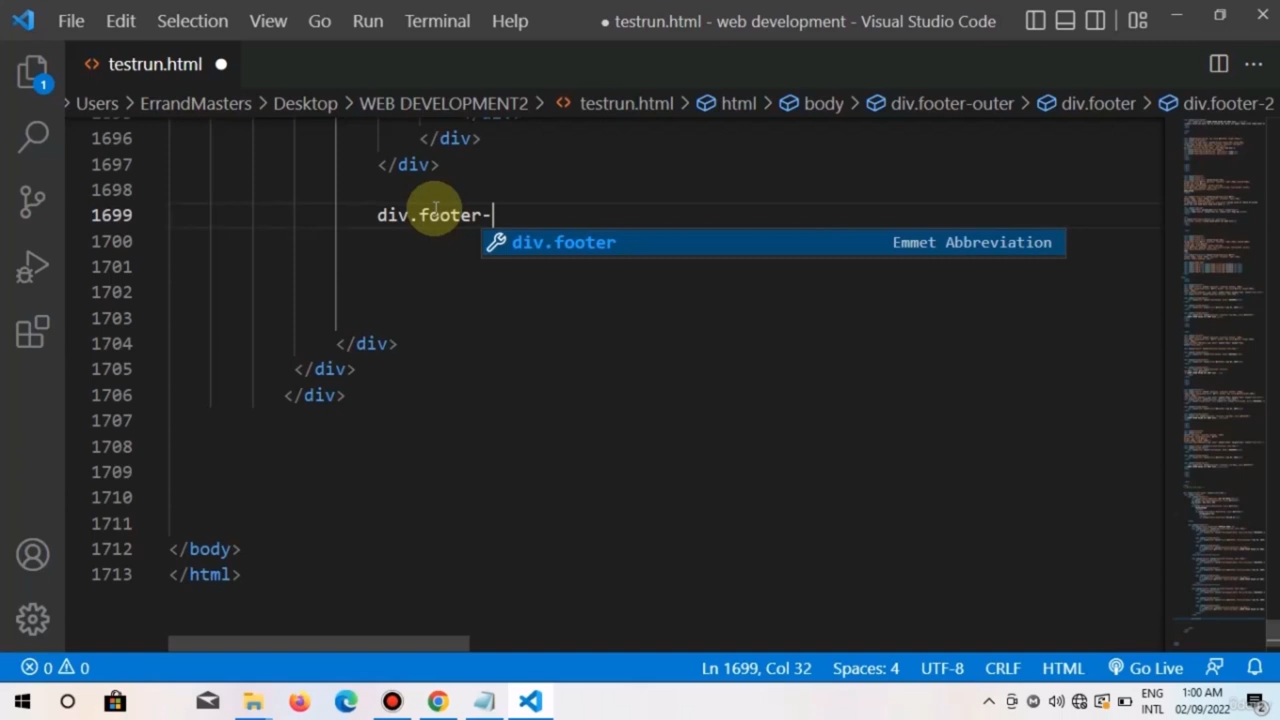 File Edit Selection View Go Run Terminal Help ● testrun.html - web development - Visual Studio Code
<> testrun.html ●
> Users > ErrandMasters > Desktop > WEB DEVELOPMENT2 > <> testrun.html > html > body > div.footer-outer > div.footer > div.footer-2
1
1696 </div>
1697 </div>
1698
1699 div.footer-
div.footer Emmet Abbreviation
1700
1701
1702
1703
1704 </div>
1705 </div>
1706 </div>
1707
1708
1709
1710
1711
1712 </body>
1713 </html>
0 0 Ln 1699, Col 32 Spaces: 4 UTF-8 CRLF HTML Go Live
ENG 1:00 AM
INTL 02/09/2022 2